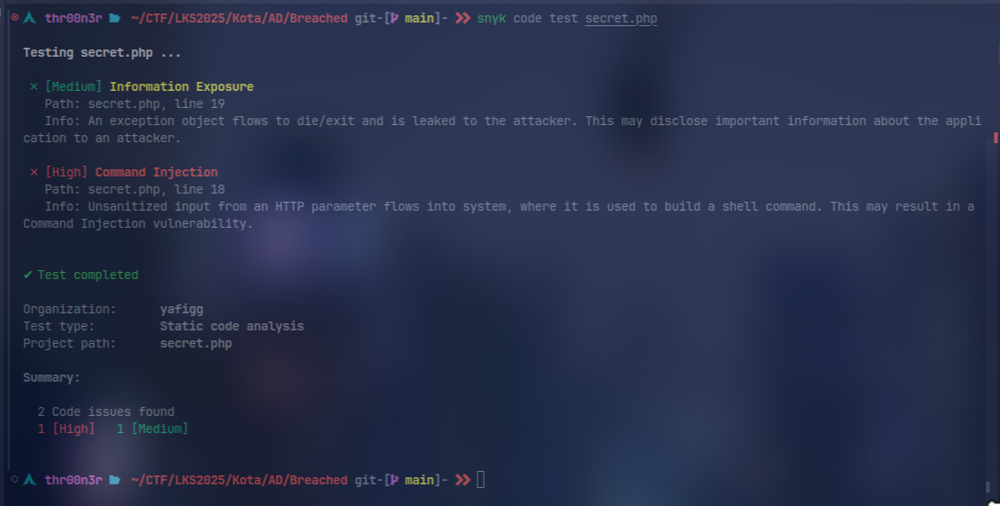 thr00n3r ~/CTF/LKS2025/Kota/AD/Breached git-[main]- snyk code test secret.php
Testing secret.php ...
× [Medium] Information Exposure
Path: secret.php, line 19
Info: An exception object flows to die/exit and is leaked to the attacker. This may disclose important information about the appli
cation to an attacker.
× [High] Command Injection
Path: secret.php, line 18
Info: Unsanitized input from an HTTP parameter flows into system, where it is used to build a shell command. This may result in a
Command Injection vulnerability.
✔ Test completed
Organization: yafigg
Test type: Static code analysis
Project path: secret.php
Summary:
2 Code issues found
1 [High] 1 [Medium]
thr00n3r ~/CTF/LKS2025/Kota/AD/Breached git-[main]-